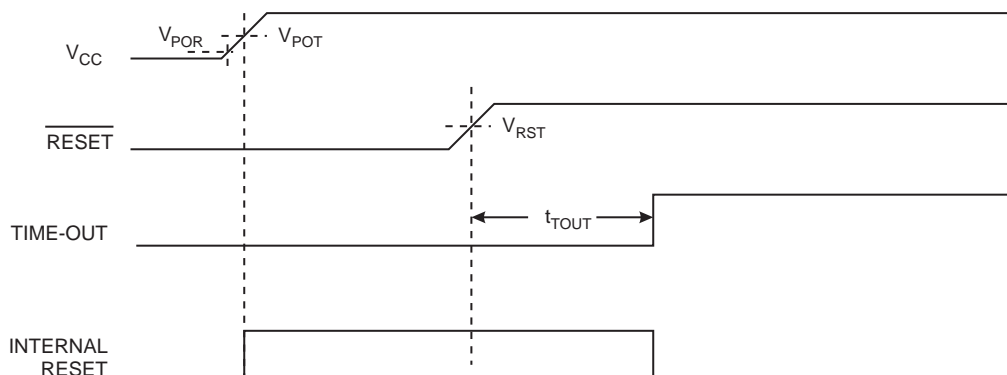 V_POR
V_POT
V_CC
RESET
V_RST
t_TOUT
TIME-OUT
INTERNAL
RESET